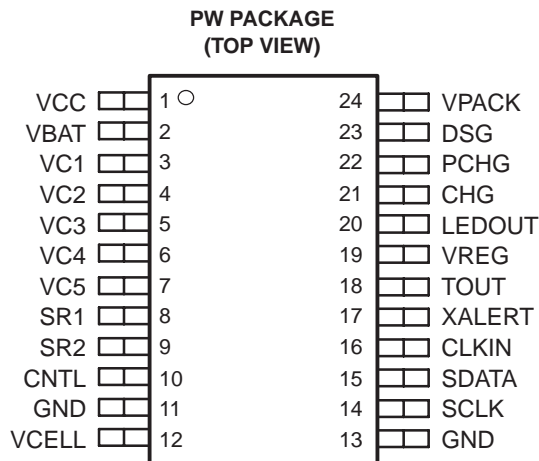 PW PACKAGE
(TOP VIEW)
VCC 1 24 VPACK
VBAT 2 23 DSG
VC1 3 22 PCHG
VC2 4 21 CHG
VC3 5 20 LEDOUT
VC4 6 19 VREG
VC5 7 18 TOUT
SR1 8 17 XALERT
SR2 9 16 CLKIN
CNTL 10 15 SDATA
GND 11 14 SCLK
VCELL 12 13 GND